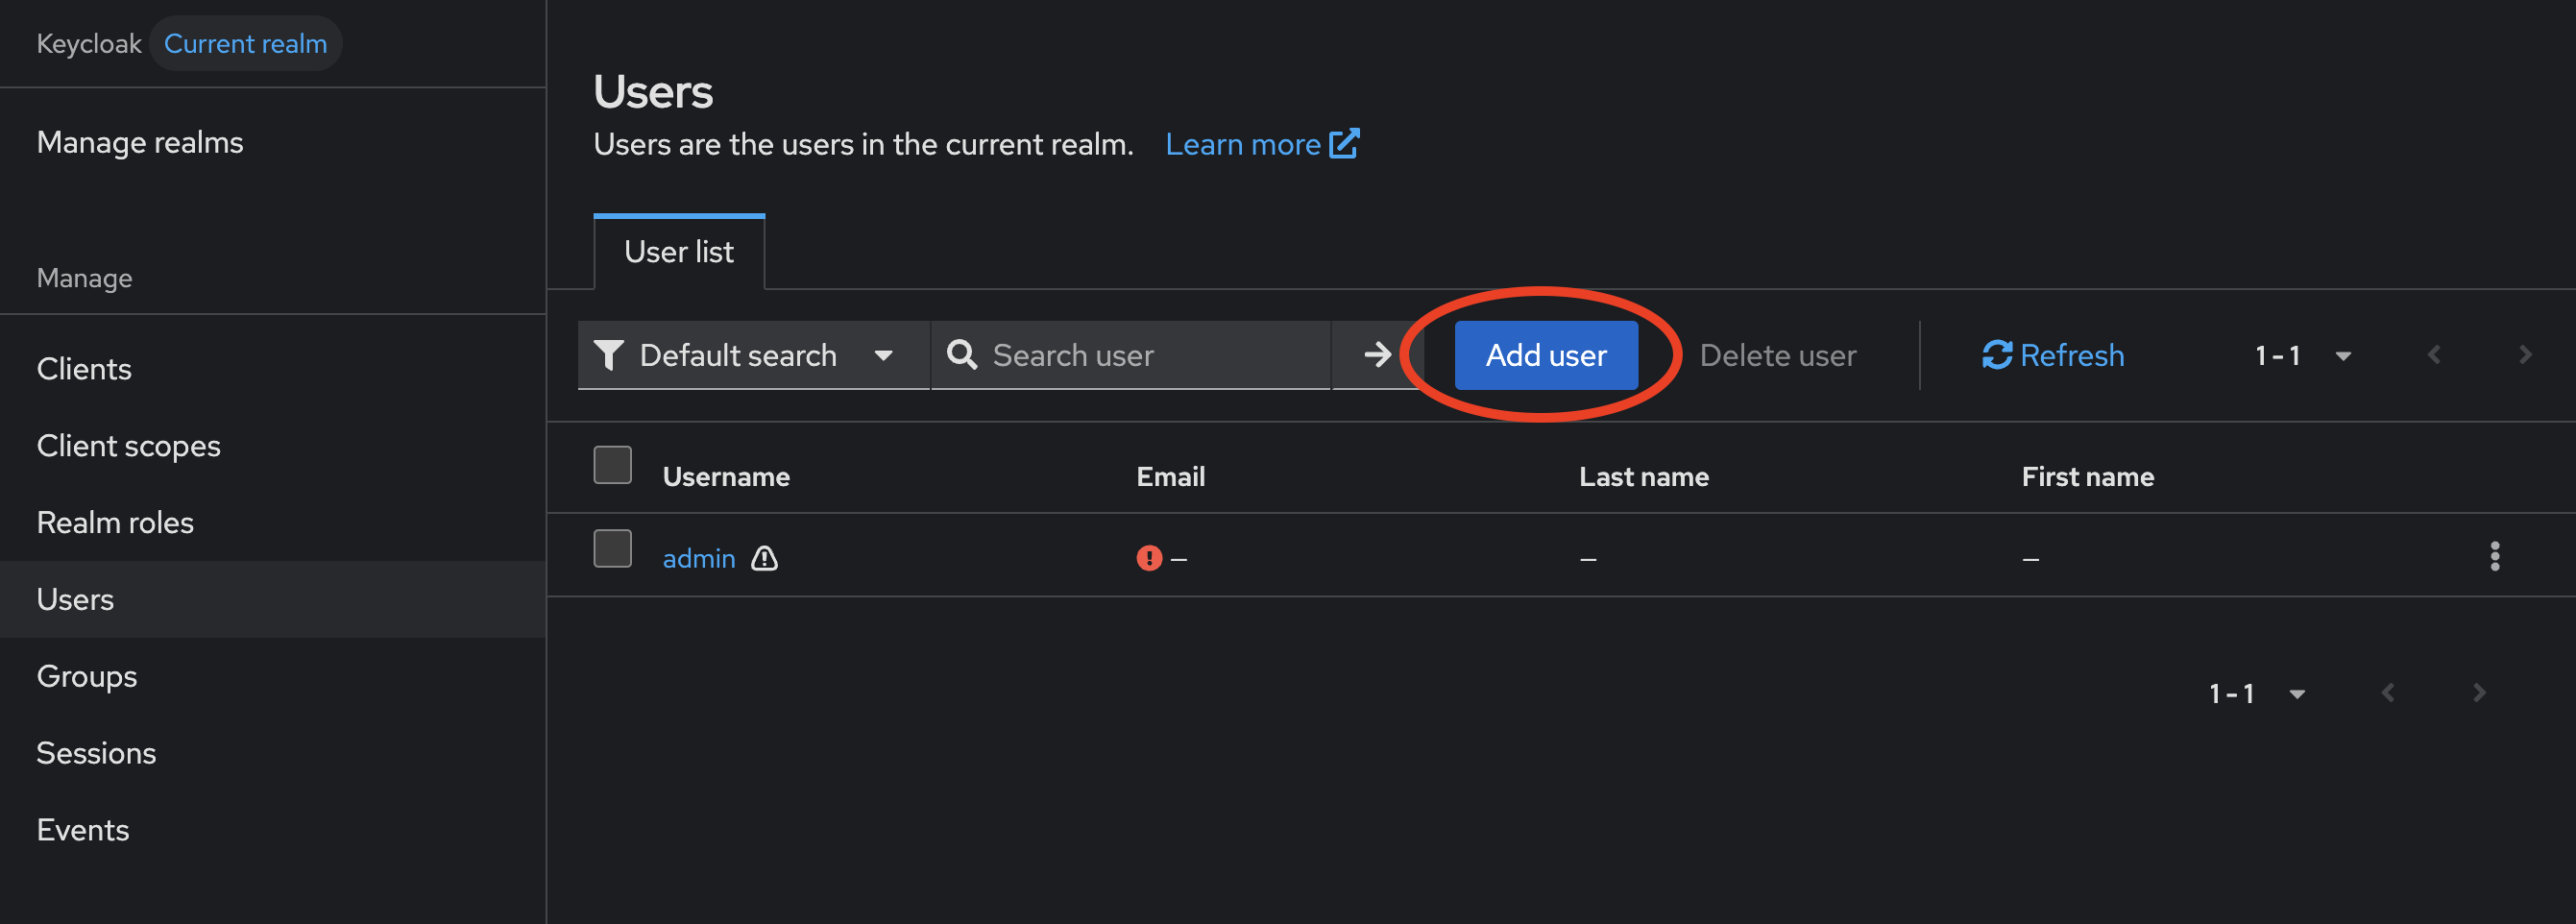 Keycloak Current realm
Manage realms
Manage
Clients
Client scopes
Realm roles
Users
Groups
Sessions
Events
Users
Users are the users in the current realm. Learn more
User list
Default search Search user Add user Delete user Refresh 1 - 1
Username Email Last name First name
admin – – –
1 - 1